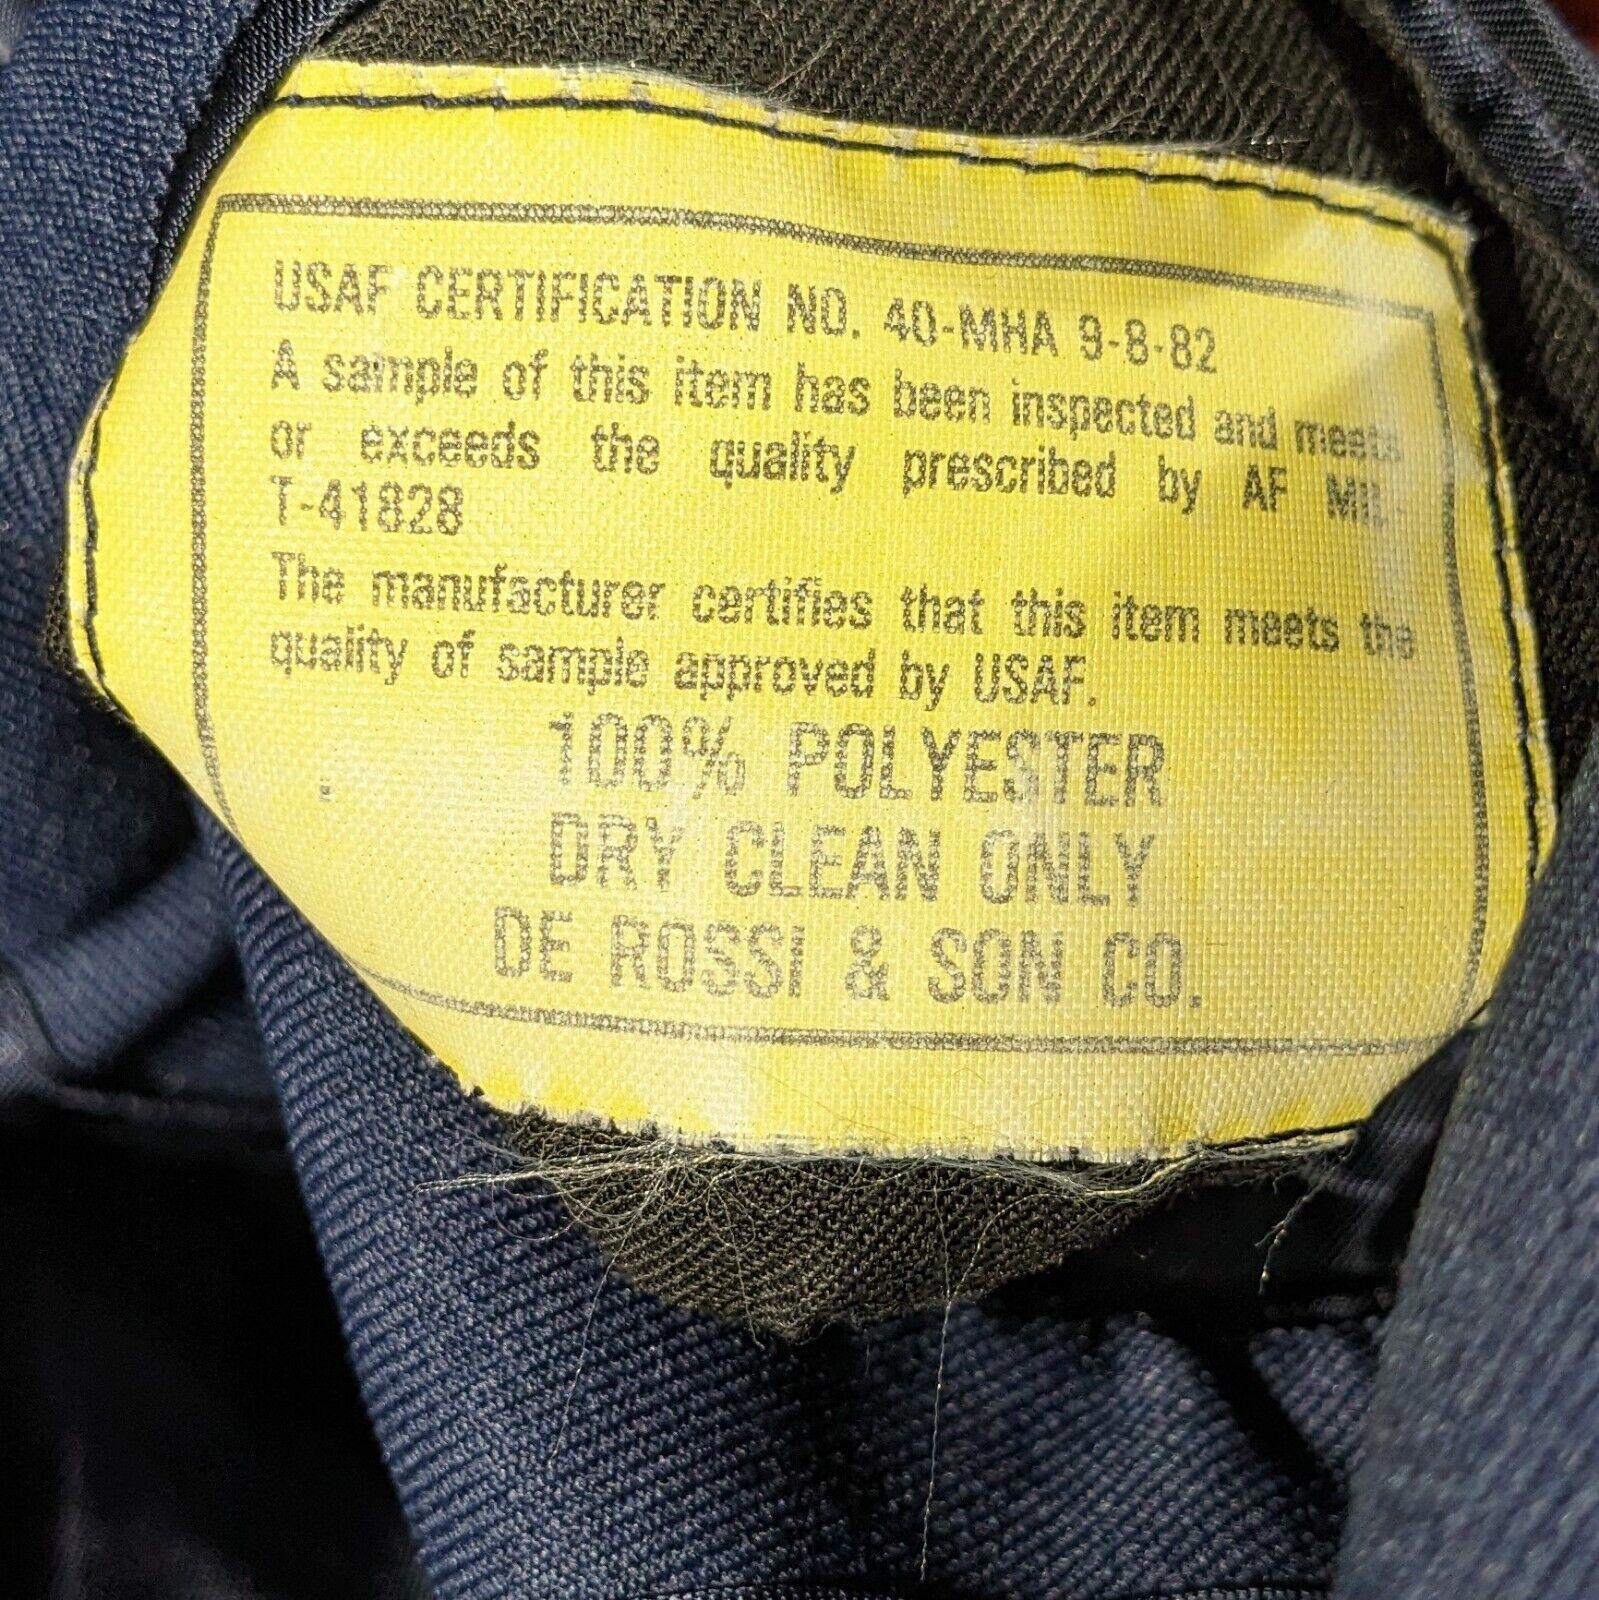 USAF CERTIFICATION NO. 40-MHA 9-8-82
A sample of this item has been inspected and meets
or exceeds the quality prescribed by AF MIL-
T-41828
The manufacturer certifies that this item meets the
quality of sample approved by USAF.
100% POLYESTER
DRY CLEAN ONLY
DE ROSSI & SON CO.